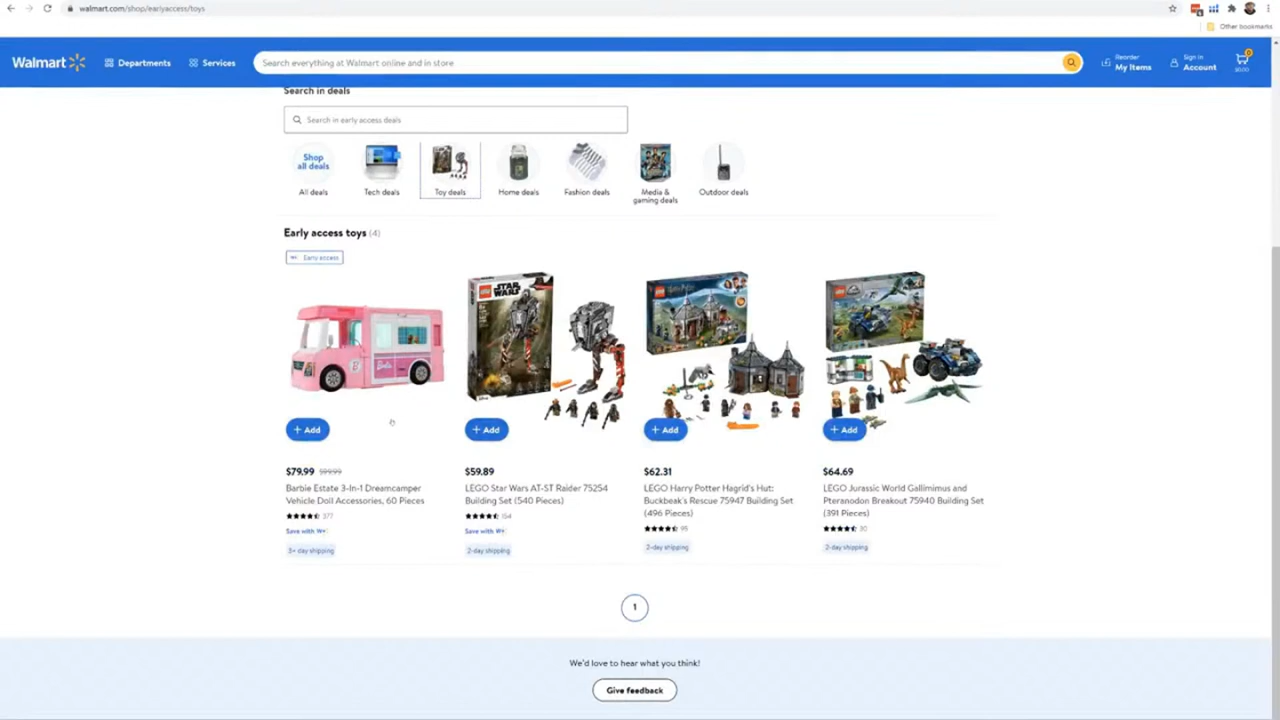 walmart.com/shop/earlyaccess/toys
Other bookmarks
Walmart
Departments
Services
Search everything at Walmart online and in store
Reorder
My Items
Sign In
Account
0
Search in deals
Search in early access deals
Shop
all deals
All deals
Tech deals
Toy deals
Home deals
Fashion deals
Media &
gaming deals
Outdoor deals
Early access toys (4)
Early access
+ Add
+ Add
+ Add
+ Add
$79.99 $99.99
Barbie Estate 3-In-1 Dreamcamper
Vehicle Doll Accessories, 60 Pieces
377
Save with W+
3+ day shipping
$59.89
LEGO Star Wars AT-ST Raider 75254
Building Set (540 Pieces)
154
Save with W+
2-day shipping
$62.31
LEGO Harry Potter Hagrid's Hut:
Buckbeak's Rescue 75947 Building Set
(496 Pieces)
95
2-day shipping
$64.69
LEGO Jurassic World Gallimimus and
Pteranodon Breakout 75940 Building Set
(391 Pieces)
30
2-day shipping
1
We'd love to hear what you think!
Give feedback